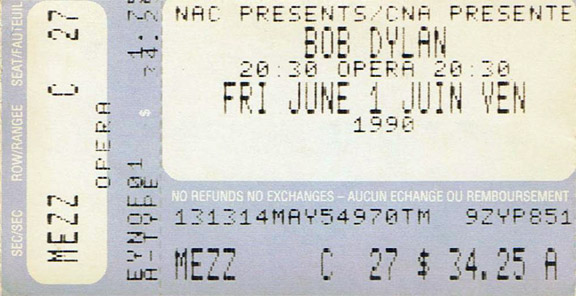 NAC PRESENTS/CNA PRESENTE
BOB DYLAN
20:30 OPERA 20:30
FRI JUNE 1 JUIN VEN
1990
NO REFUNDS NO EXCHANGES – AUCUN ECHANGE OU REMBOURSEMENT
131314MAY54970TM 9ZYP851
MEZZ C 27 $ 34.25 A
SEC/SEC ROW/RANGEE SEAT/FAUTEUIL
MEZZ C 27
OPERA
A-TYPE $